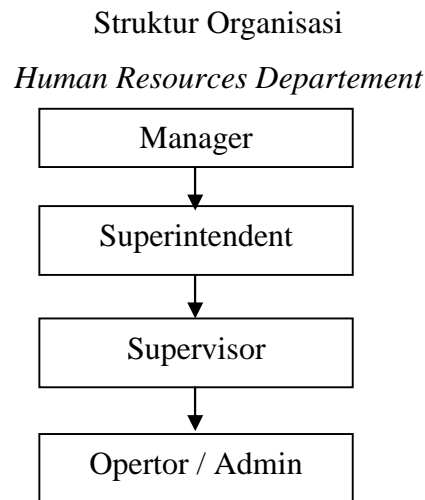 Struktur Organisasi
Human Resources Departement
Manager
Superintendent
Supervisor
Opertor / Admin